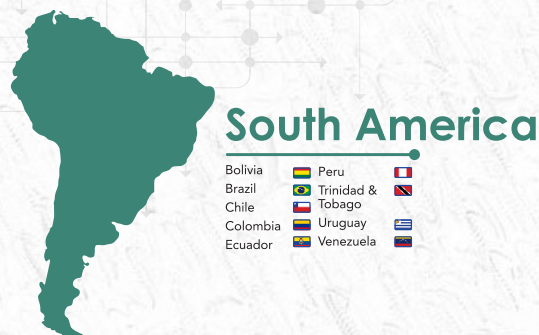 South America
Bolivia
Brazil
Chile
Colombia
Ecuador
Peru
Trinidad &
Tobago
Uruguay
Venezuela